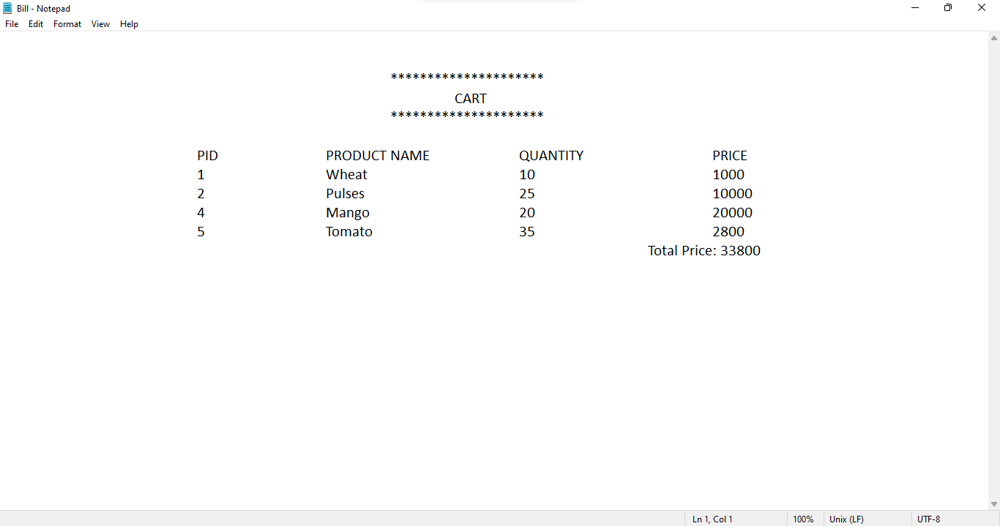 Bill - Notepad
File Edit Format View Help
*********************
CART
*********************
PID PRODUCT NAME QUANTITY PRICE
1 Wheat 10 1000
2 Pulses 25 10000
4 Mango 20 20000
5 Tomato 35 2800
Total Price: 33800
Ln 1, Col 1 100% Unix (LF) UTF-8